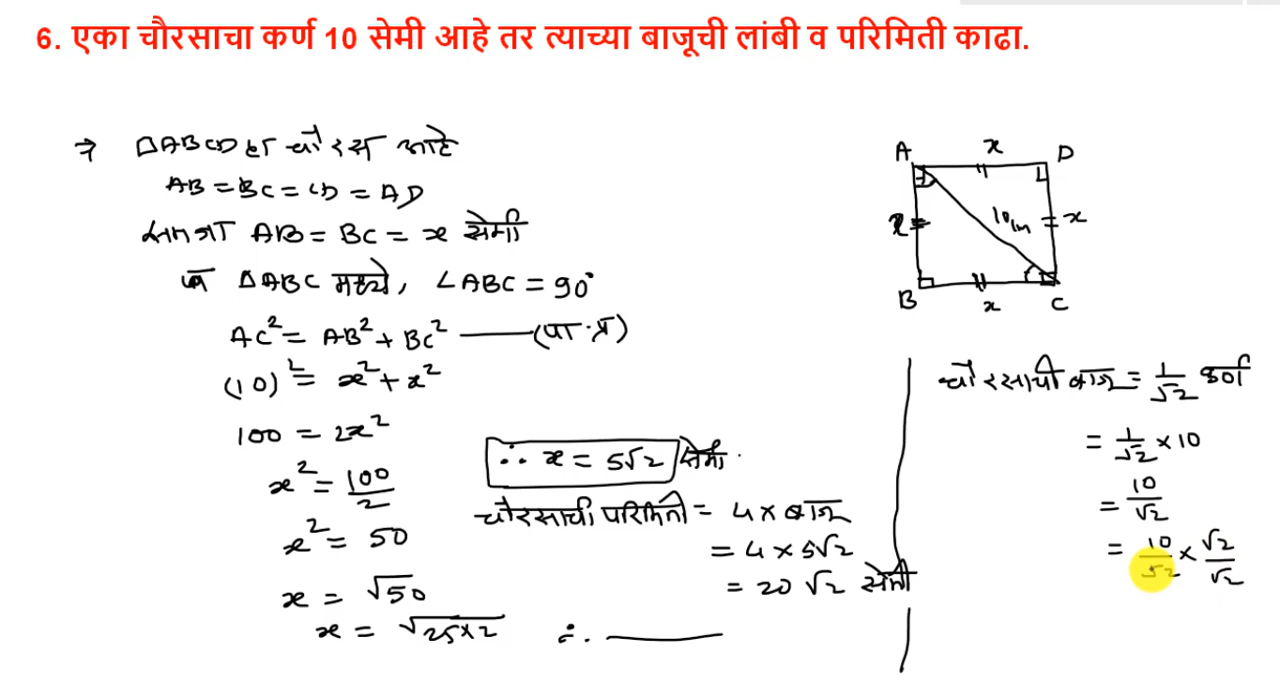 6. एका चौरसाचा कर्ण 10 सेमी आहे तर त्याच्या बाजूची लांबी व परिमिती काढा.
⇒ □ABCD हा चौरस आहे
AB = BC = CD = AD
समजा AB = BC = x सेमी
△ABC मध्ये, ∠ABC = 90°
AC² = AB² + BC² —— (पा.प्र)
(10)² = x² + x²
100 = 2x²
x² = 100/2
x² = 50
x = √50
x = √25×2
∴ x = 5√2 सेमी.
चौरसाची परिमिती = 4 × बाजू
= 4 × 5√2
= 20√2 सेमी
∴. ————
A x D
x 10 x
B x C
चौरसाची बाजू = 1/√2 कर्ण
= 1/√2 × 10
= 10/√2
= 10/√2 × √2/√2